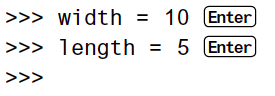 >>> width = 10 Enter
>>> length = 5 Enter
>>>